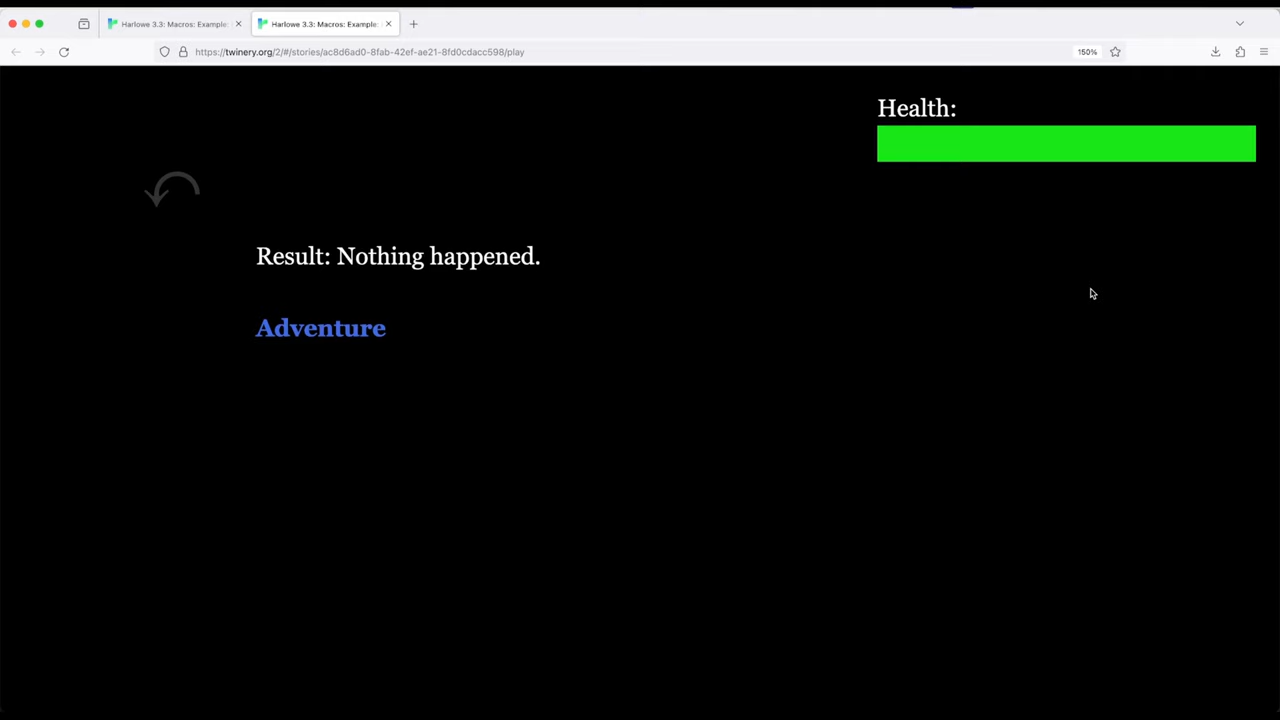 Harlowe 3.3: Macros: Example:
Harlowe 3.3: Macros: Example:
https://twinery.org/2/#/stories/ac8d6ad0-8fab-42ef-ae21-8fd0cdacc598/play
150%
Health:
Result: Nothing happened.
Adventure